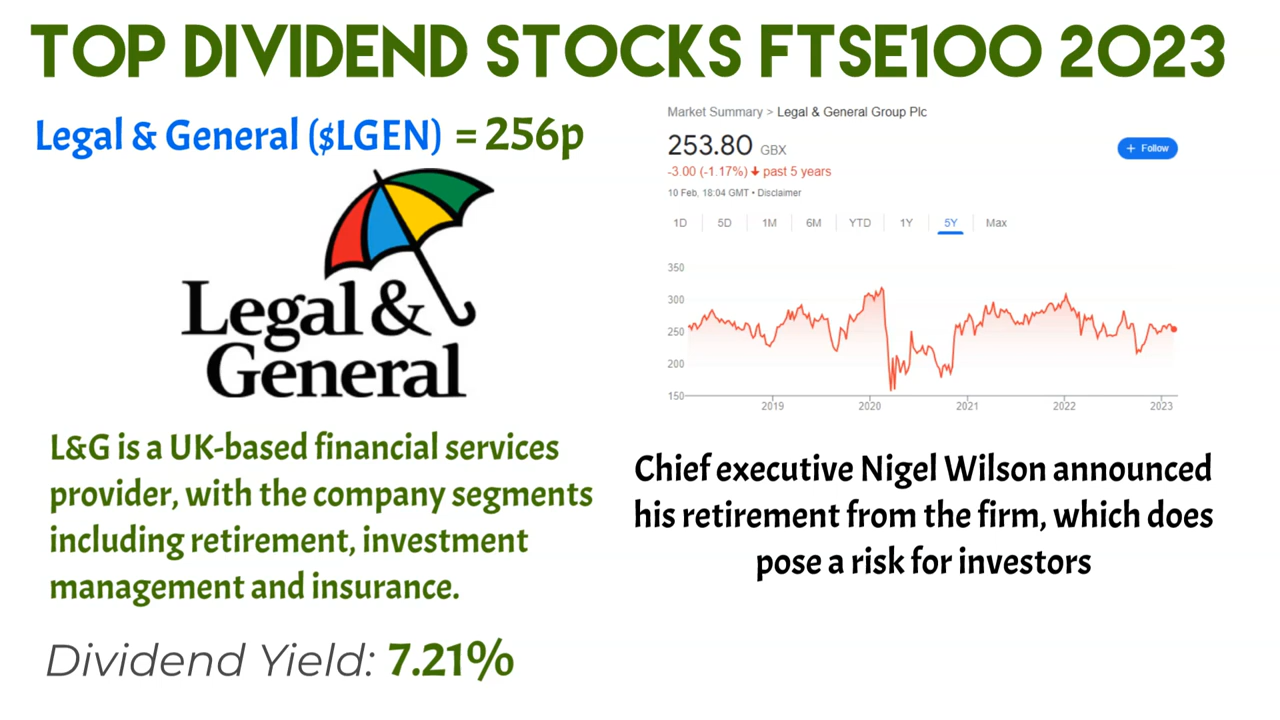 TOP DIVIDEND STOCKS FTSE100 2023
Legal & General ($LGEN) = 256p
Legal &
General
L&G is a UK-based financial services
provider, with the company segments
including retirement, investment
management and insurance.
Dividend Yield: 7.21%
Market Summary > Legal & General Group Plc
253.80 GBX
+ Follow
-3.00 (-1.17%) ↓ past 5 years
10 Feb, 18:04 GMT • Disclaimer
1D 5D 1M 6M YTD 1Y 5Y Max
350
300
250
200
150
2019 2020 2021 2022 2023
Chief executive Nigel Wilson announced
his retirement from the firm, which does
pose a risk for investors